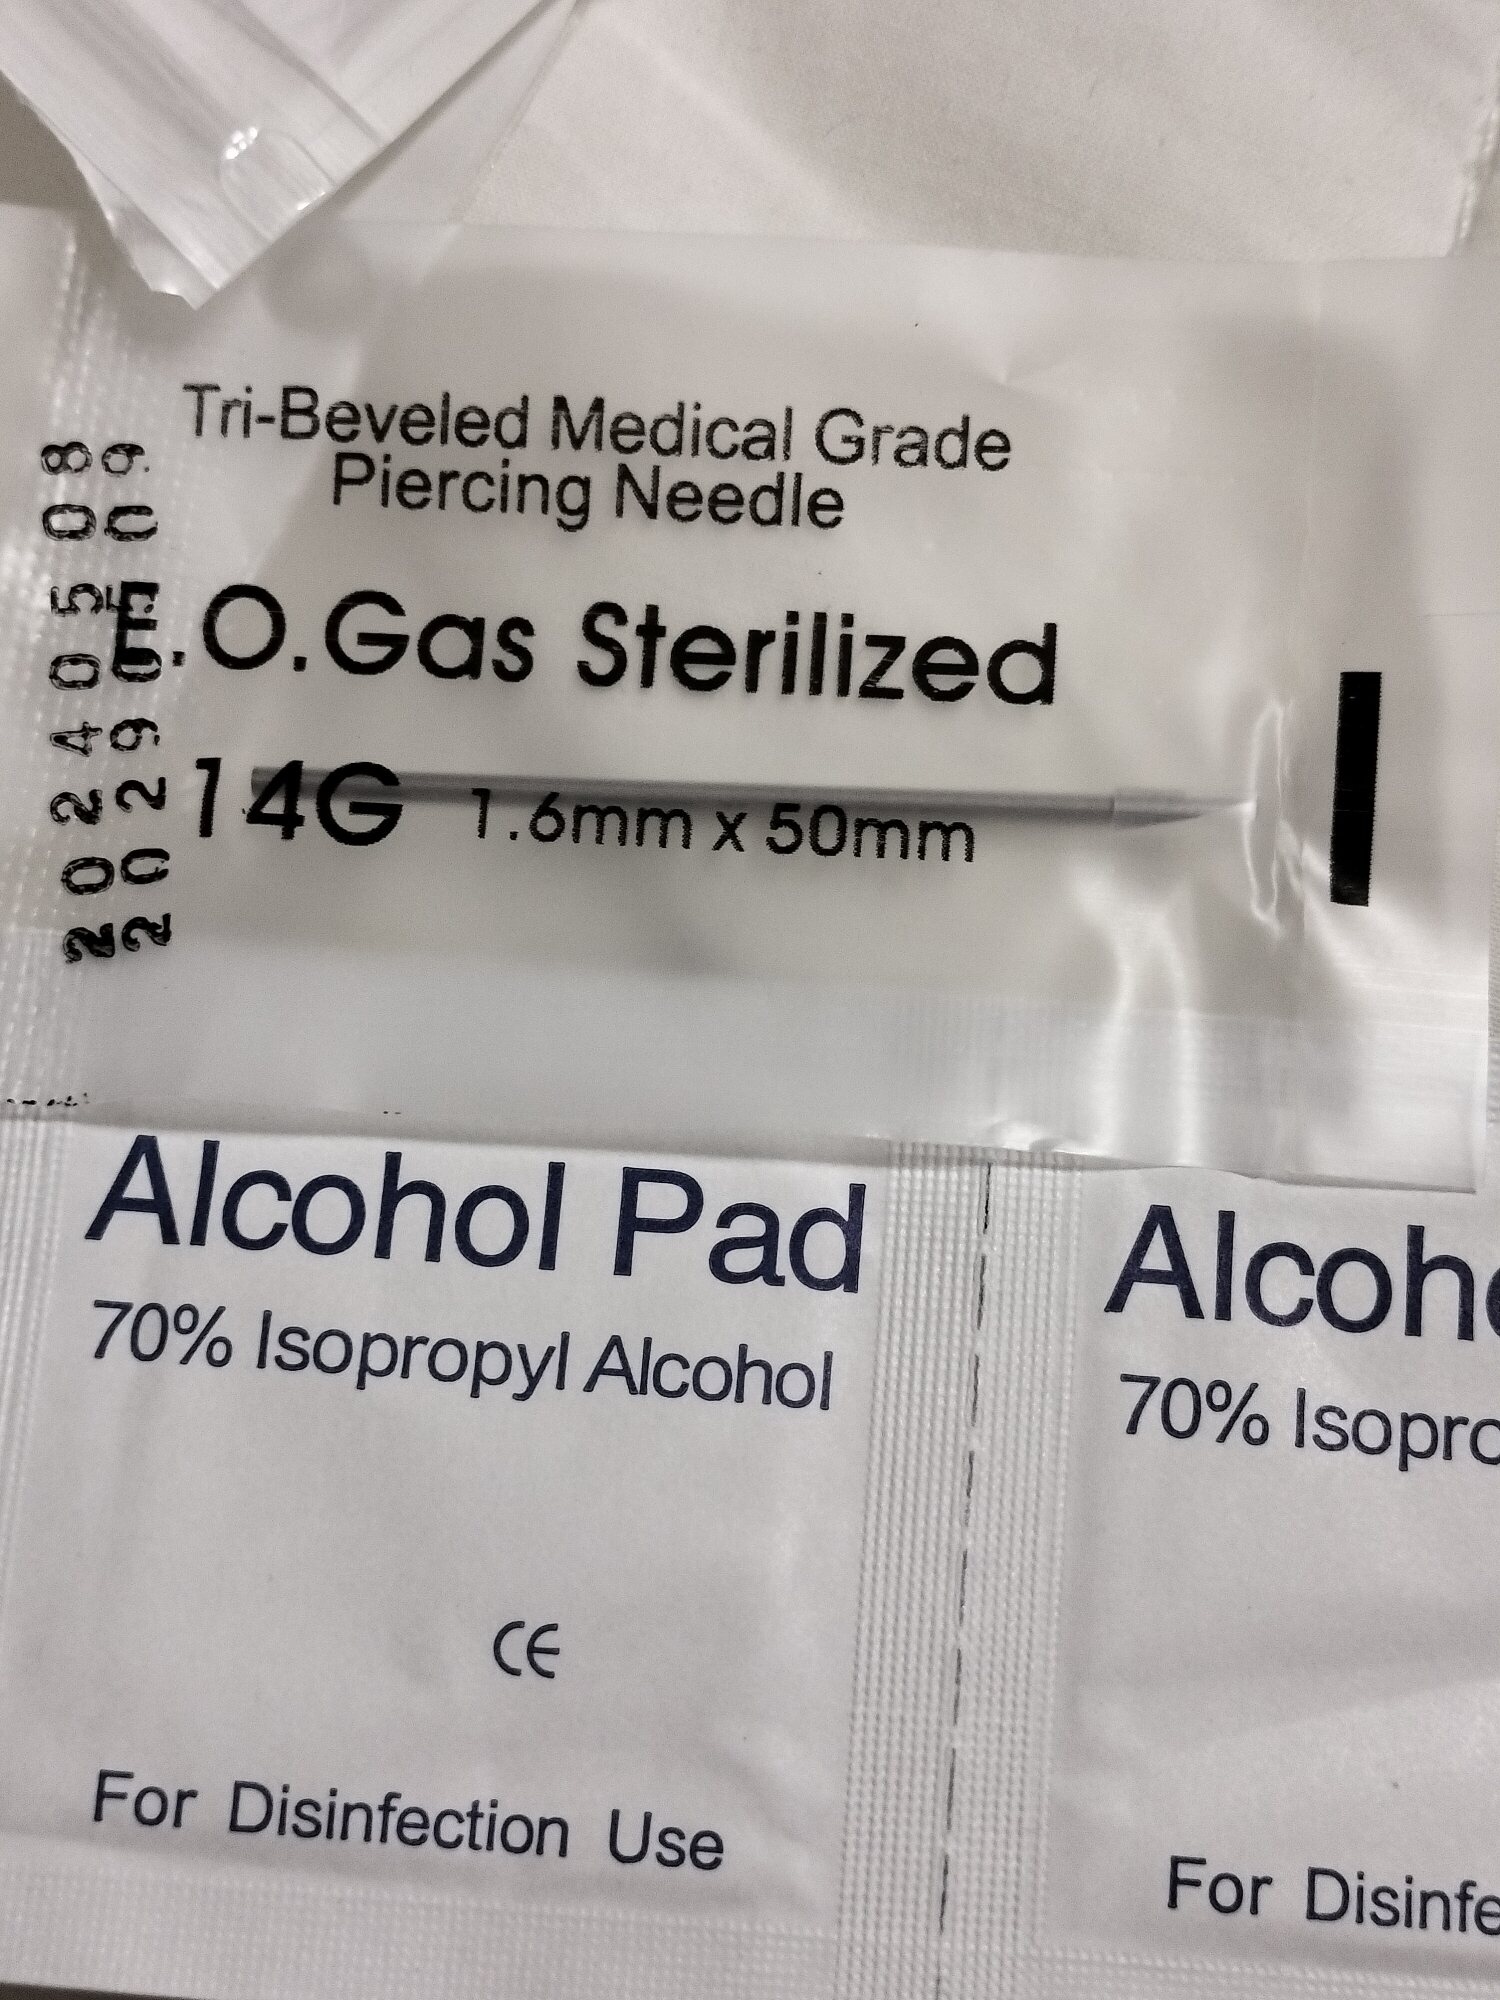 Tri-Beveled Medical Grade
Piercing Needle
E.O.Gas Sterilized
14G 1.6mm x 50mm
20240508
20290509
Alcohol Pad
70% Isopropyl Alcohol
CE
For Disinfection Use
Alcoho
70% Isopro
For Disinfe